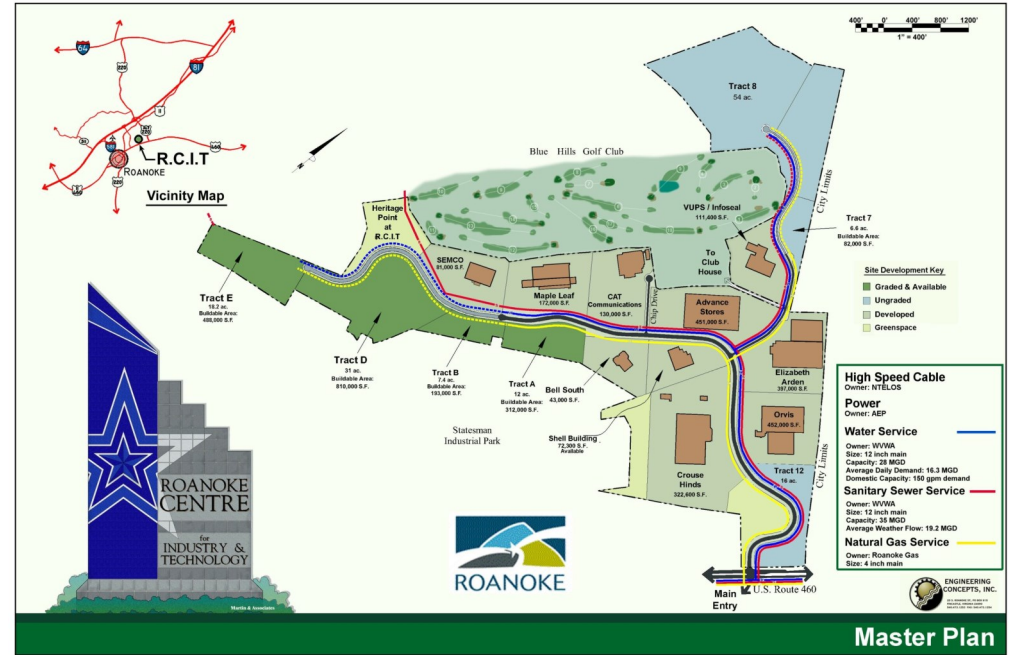 400' 0' 400' 800' 1200'
1" = 400'
64
220
81
11
460
220
R.C.I.T
ROANOKE
Vicinity Map
Tract 8
54 ac.
Blue Hills Golf Club
City Limits
VUPS / Infoseal
111,400 S.F.
Tract 7
6.6 ac.
Buildable Area:
82,000 S.F.
Heritage
Point
at
R.C.I.T
To
Club
House
SEMCO
91,000 S.F.
Maple Leaf
172,000 S.F.
CAT
Communications
130,000 S.F.
Chip Drive
Advance
Stores
451,000 S.F.
Site Development Key
Graded & Available
Ungraded
Developed
Greenspace
Tract E
18.2 ac.
Buildable Area:
488,000 S.F.
Tract D
31 ac.
Buildable Area:
810,000 S.F.
Tract B
7.4 ac.
Buildable Area:
193,000 S.F.
Tract A
12 ac.
Buildable Area:
312,000 S.F.
Bell South
43,000 S.F.
Elizabeth
Arden
397,000 S.F.
Orvis
452,000 S.F.
Statesman
Industrial Park
Shell Building
72,300 S.F.
Available
Crouse
Hinds
322,600 S.F.
Tract 12
16 ac.
City Limits
High Speed Cable
Owner: NTELOS
Power
Owner: AEP
Water Service
Owner: WVWA
Size: 12 inch main
Capacity: 28 MGD
Average Daily Demand: 16.3 MGD
Domestic Capacity: 150 gpm demand
Sanitary Sewer Service
Owner: WVWA
Size: 12 inch main
Capacity: 35 MGD
Average Weather Flow: 19.2 MGD
Natural Gas Service
Owner: Roanoke Gas
Size: 4 inch main
ROANOKE
CENTRE
for
INDUSTRY &
TECHNOLOGY
Martin & Associates
ROANOKE
Main
Entry
U.S. Route 460
ENGINEERING
CONCEPTS, INC.
Master Plan